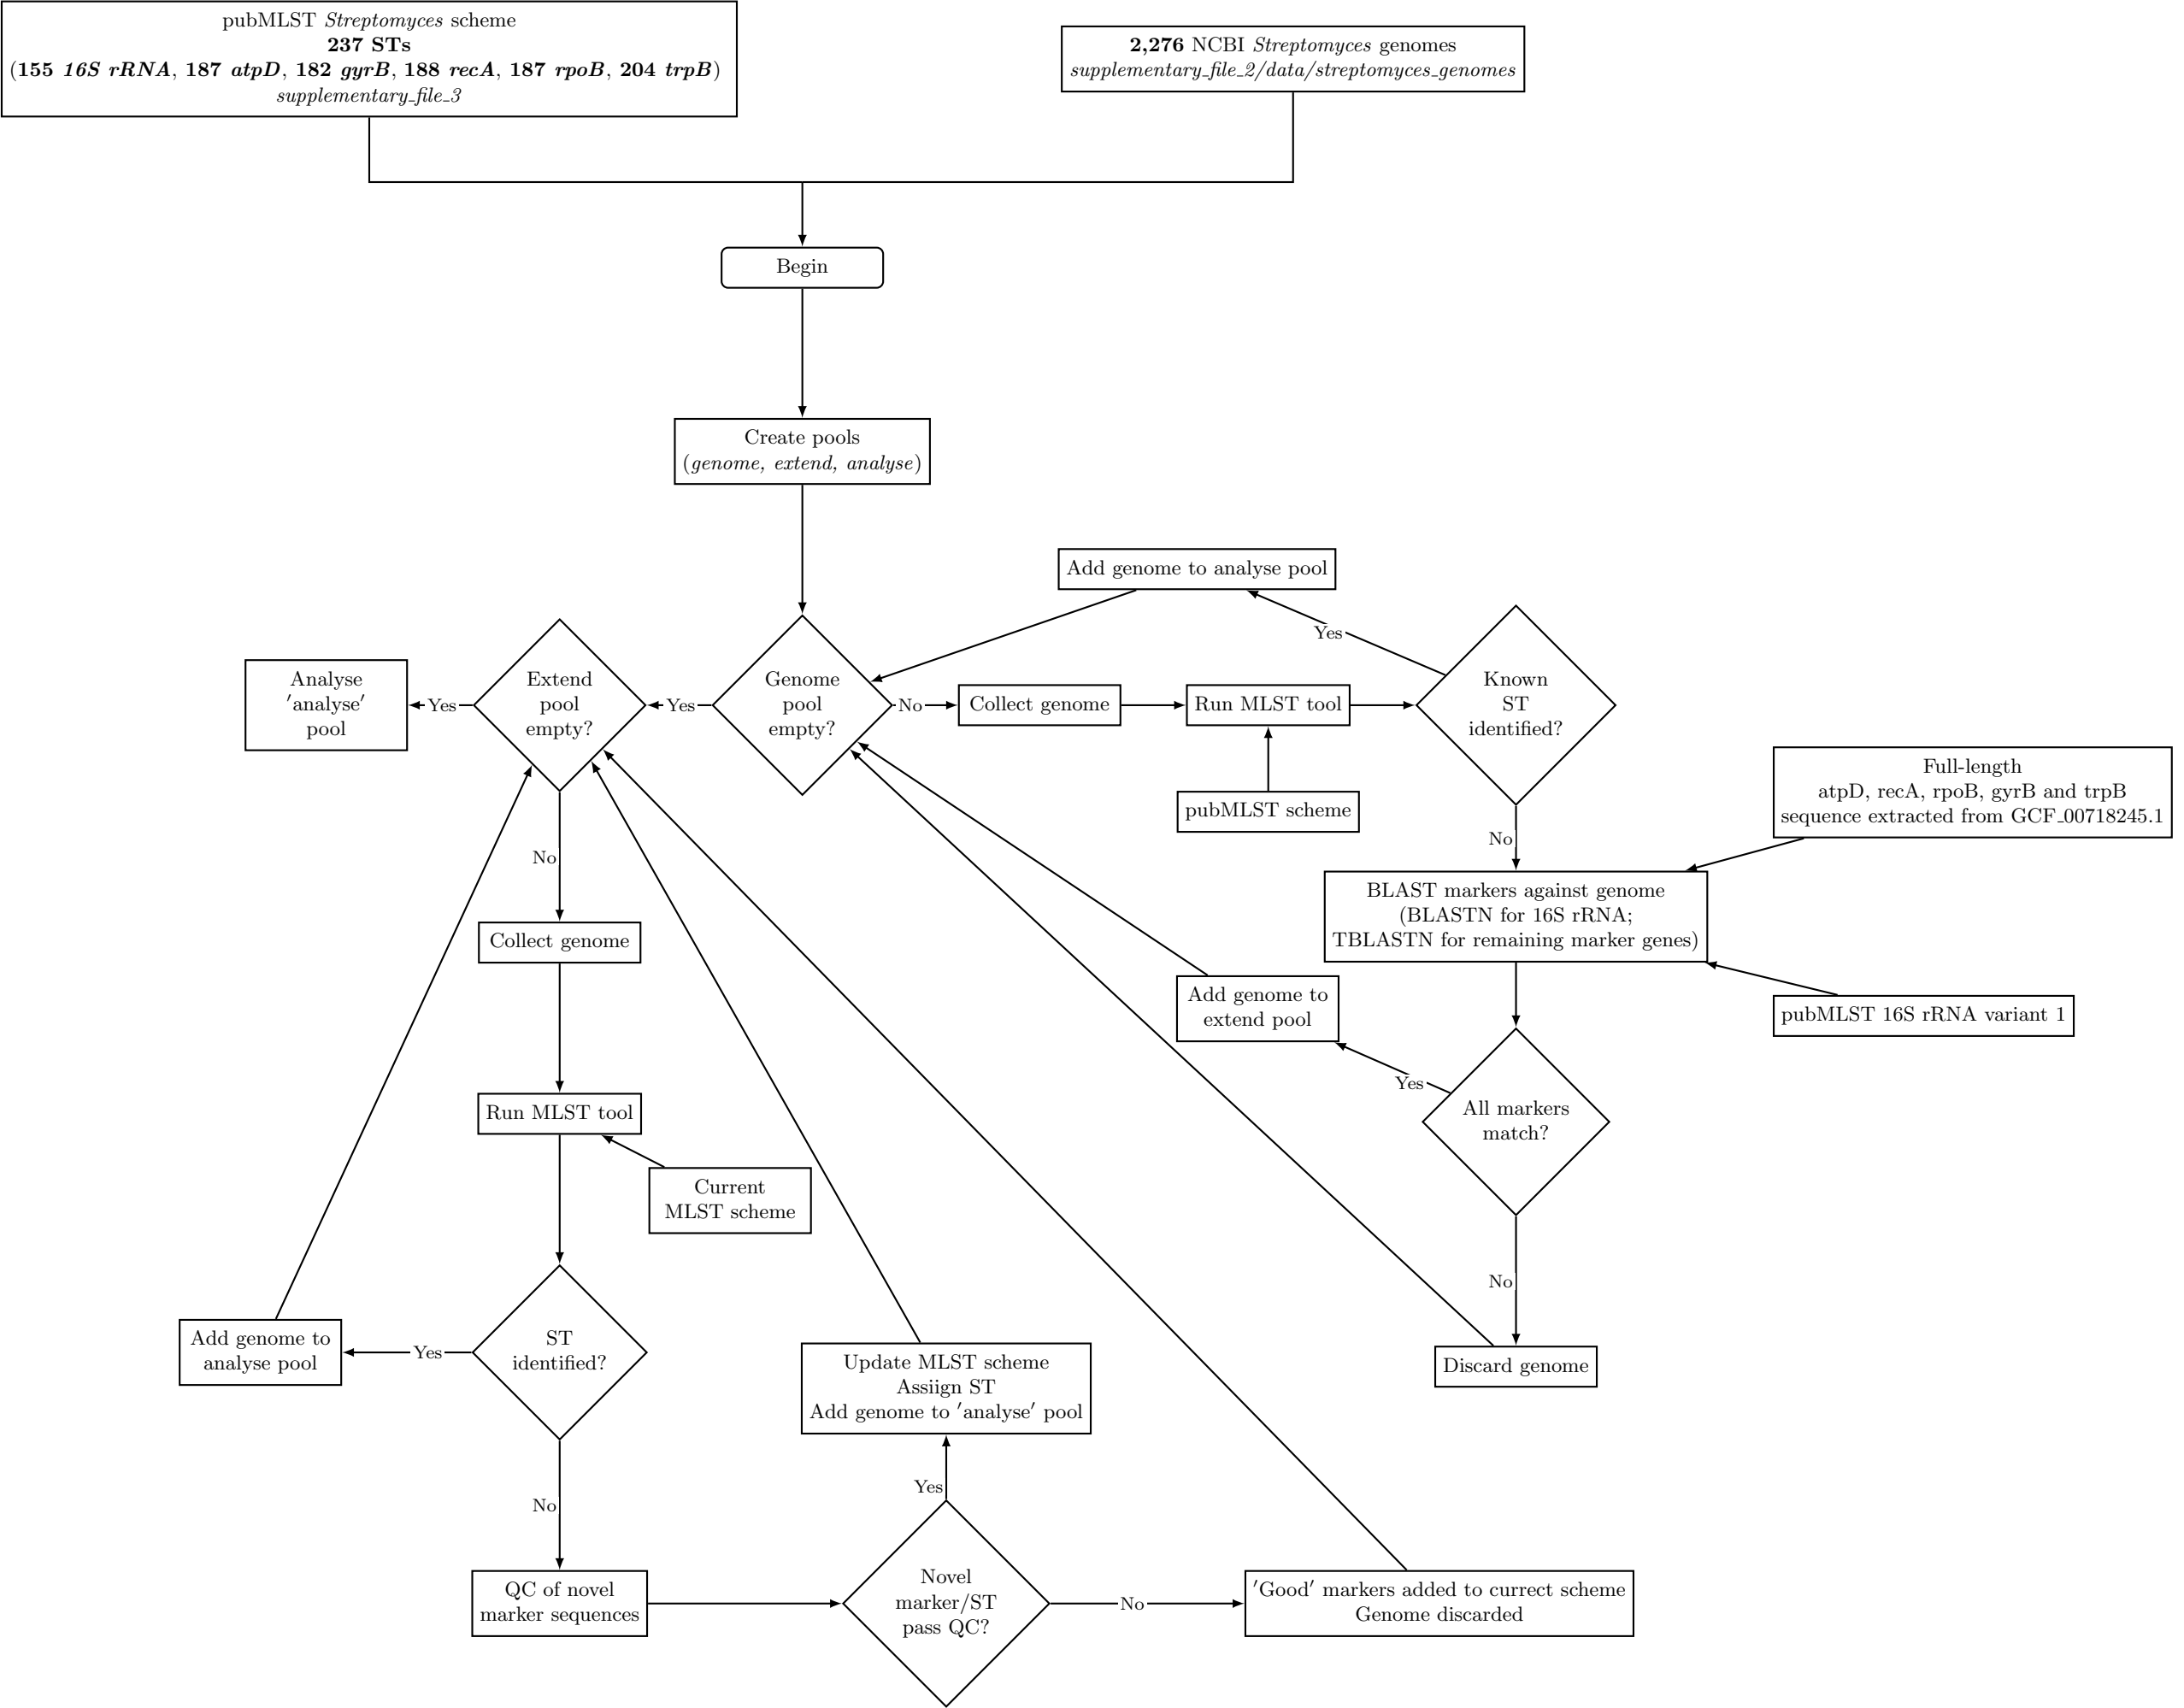 pubMLST Streptomyces scheme
237 STs
(155 16S rRNA, 187 atpD, 182 gyrB, 188 recA, 187 rpoB, 204 trpB)
supplementary_file_3
2,276 NCBI Streptomyces genomes
supplementary_file_2/data/streptomyces_genomes
Begin
Create pools
(genome, extend, analyse)
Add genome to analyse pool
Yes
Analyse
'analyse'
pool
Yes
Extend
pool
empty?
Yes
Genome
pool
empty?
No
Collect genome
Run MLST tool
Known
ST
identified?
pubMLST scheme
No
Full-length
atpD, recA, rpoB, gyrB and trpB
sequence extracted from GCF_00718245.1
No
BLAST markers against genome
(BLASTN for 16S rRNA;
TBLASTN for remaining marker genes)
Collect genome
Add genome to
extend pool
pubMLST 16S rRNA variant 1
Yes
All markers
match?
Run MLST tool
Current
MLST scheme
No
Add genome to
analyse pool
Yes
ST
identified?
Update MLST scheme
Assiign ST
Add genome to 'analyse' pool
Discard genome
Yes
No
QC of novel
marker sequences
Novel
marker/ST
pass QC?
No
'Good' markers added to currect scheme
Genome discarded